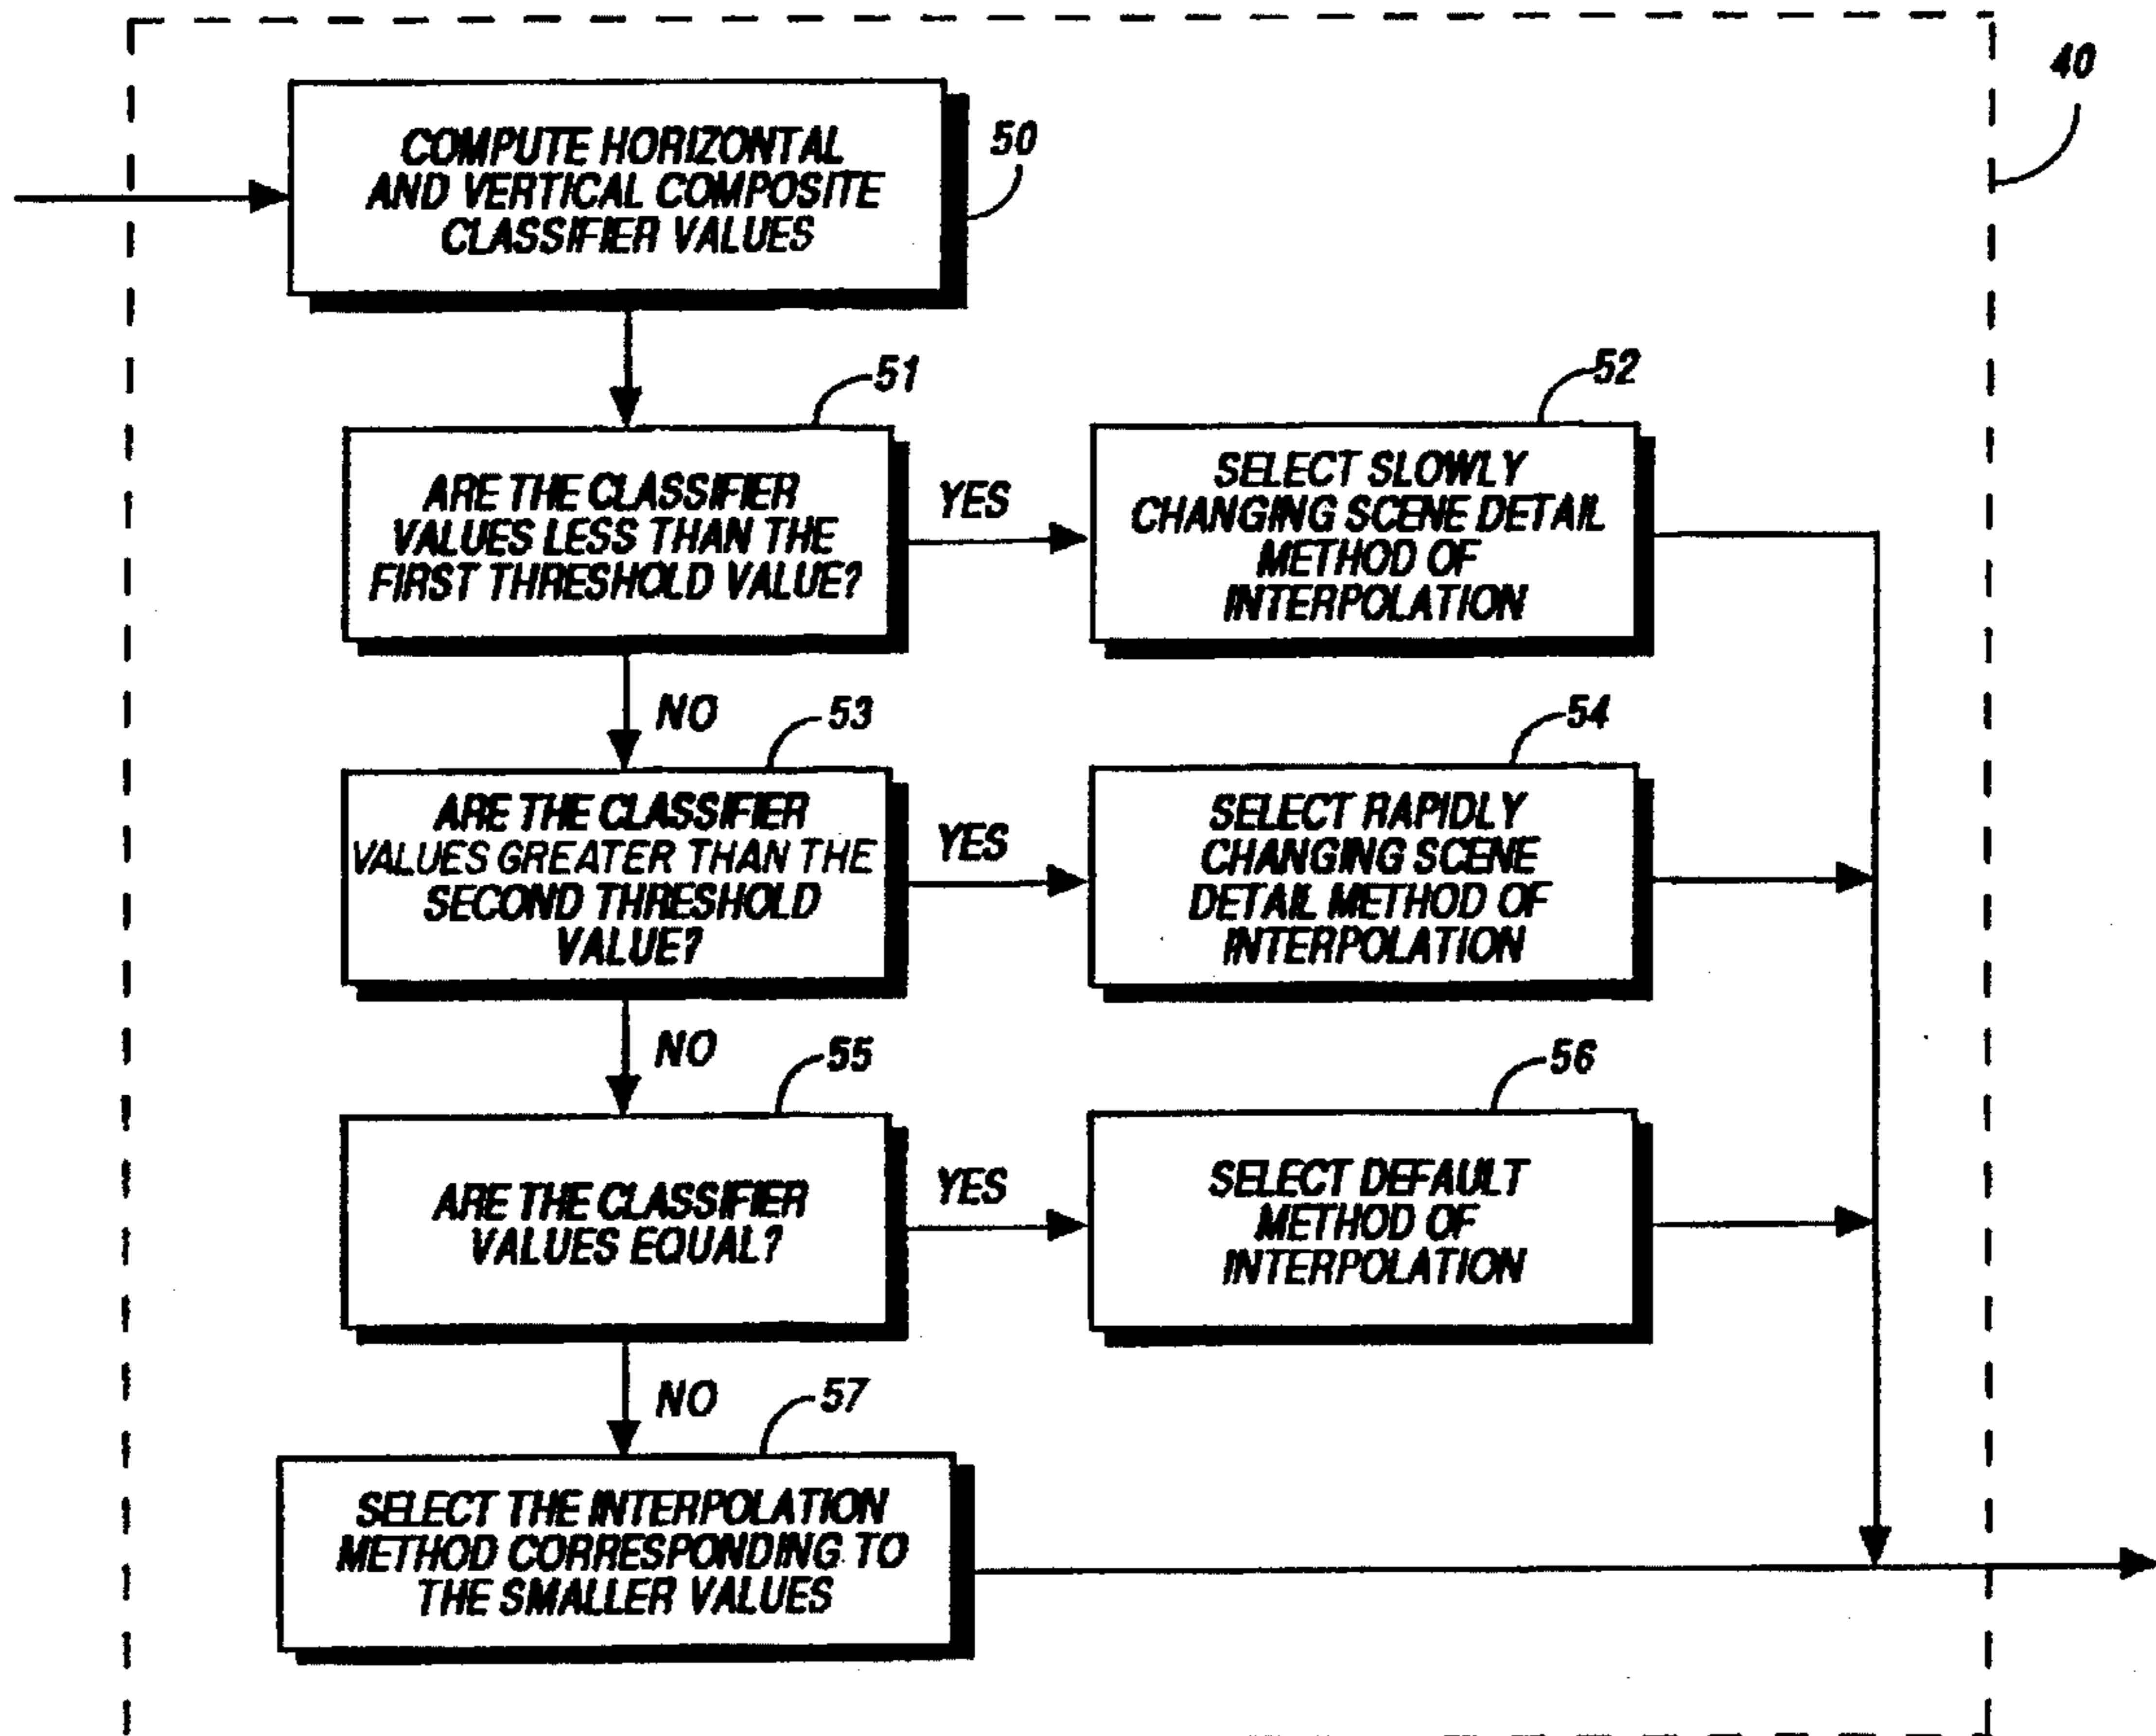 40
COMPUTE HORIZONTAL
AND VERTICAL COMPOSITE
CLASSIFIER VALUES
50
51
ARE THE CLASSIFIER
VALUES LESS THAN THE
FIRST THRESHOLD VALUE?
YES
52
SELECT SLOWLY
CHANGING SCENE DETAIL
METHOD OF
INTERPOLATION
NO
53
ARE THE CLASSIFIER
VALUES GREATER THAN THE
SECOND THRESHOLD
VALUE?
YES
54
SELECT RAPIDLY
CHANGING SCENE
DETAIL METHOD OF
INTERPOLATION
NO
55
ARE THE CLASSIFIER
VALUES EQUAL?
YES
56
SELECT DEFAULT
METHOD OF
INTERPOLATION
NO
57
SELECT THE INTERPOLATION
METHOD CORRESPONDING TO
THE SMALLER VALUES